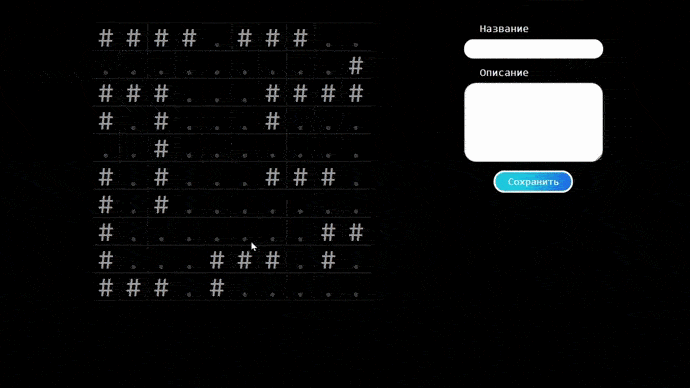 # # # # . # # # . .
. . . . . . . . . #
# # # . . . # # # #
# . # . . . # . . .
. . # . . . . . . .
# . # . . . # # # .
# . # . . . . . . .
# . . . . . . . # #
# . . . # # # . # .
# # # . # . . . . .
Название
Описание
Сохранить